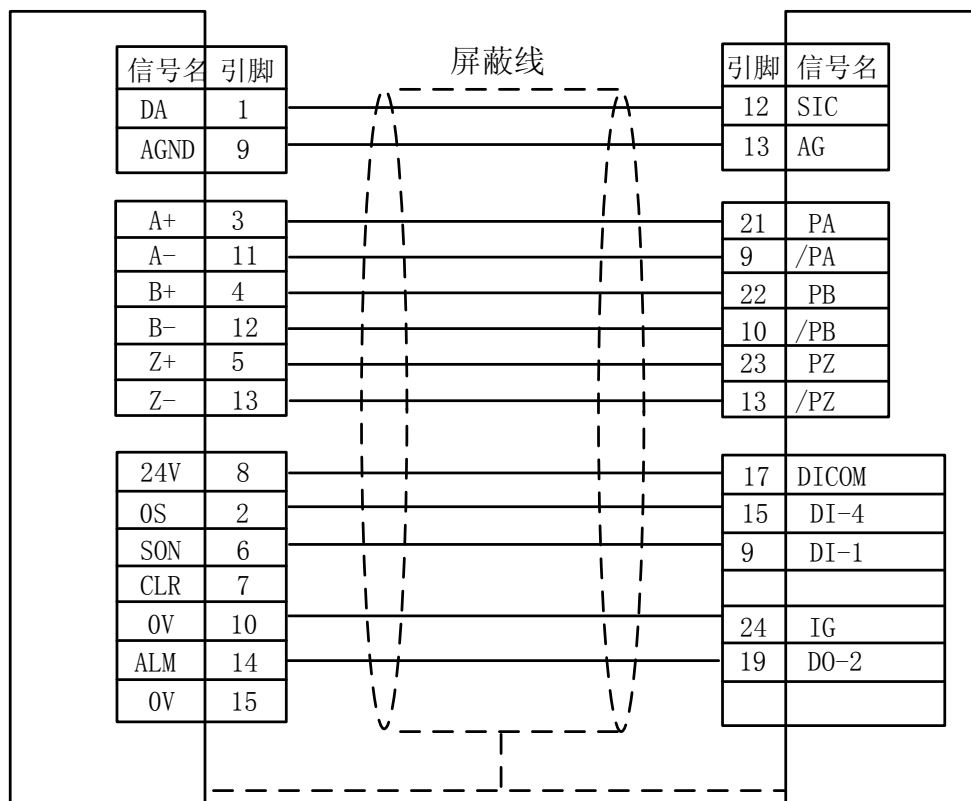 屏蔽线
信号名 引脚 引脚 信号名
DA 1 12 SIC
AGND 9 13 AG
A+ 3 21 PA
A- 11 9 /PA
B+ 4 22 PB
B- 12 10 /PB
Z+ 5 23 PZ
Z- 13 13 /PZ
24V 8 17 DICOM
OS 2 15 DI-4
SON 6 9 DI-1
CLR 7
0V 10 24 IG
ALM 14 19 DO-2
0V 15